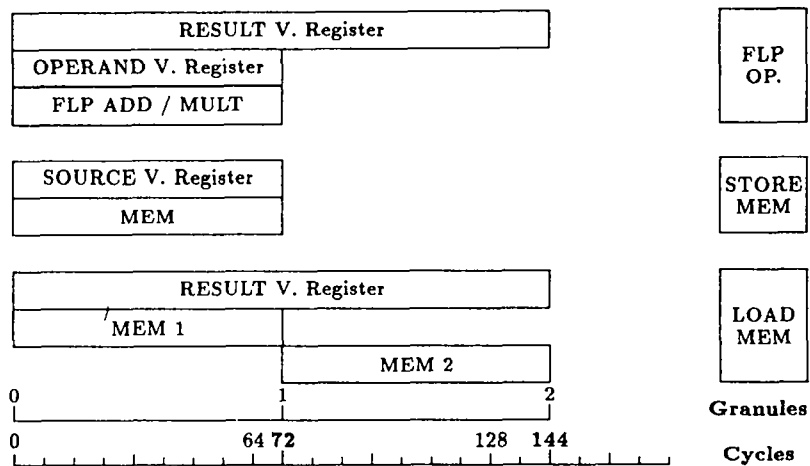 RESULT V. Register
OPERAND V. Register
FLP ADD / MULT
FLP
OP.
SOURCE V. Register
MEM
STORE
MEM
RESULT V. Register
MEM 1
MEM 2
LOAD
MEM
0 1 2
Granules
0 64 72 128 144
Cycles